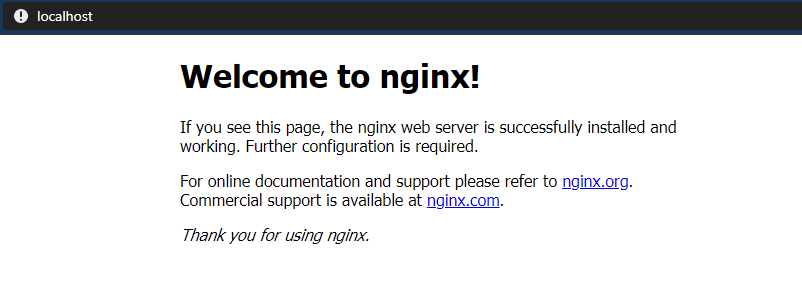 localhost
Welcome to nginx!
If you see this page, the nginx web server is successfully installed and
working. Further configuration is required.
For online documentation and support please refer to nginx.org.
Commercial support is available at nginx.com.
Thank you for using nginx.